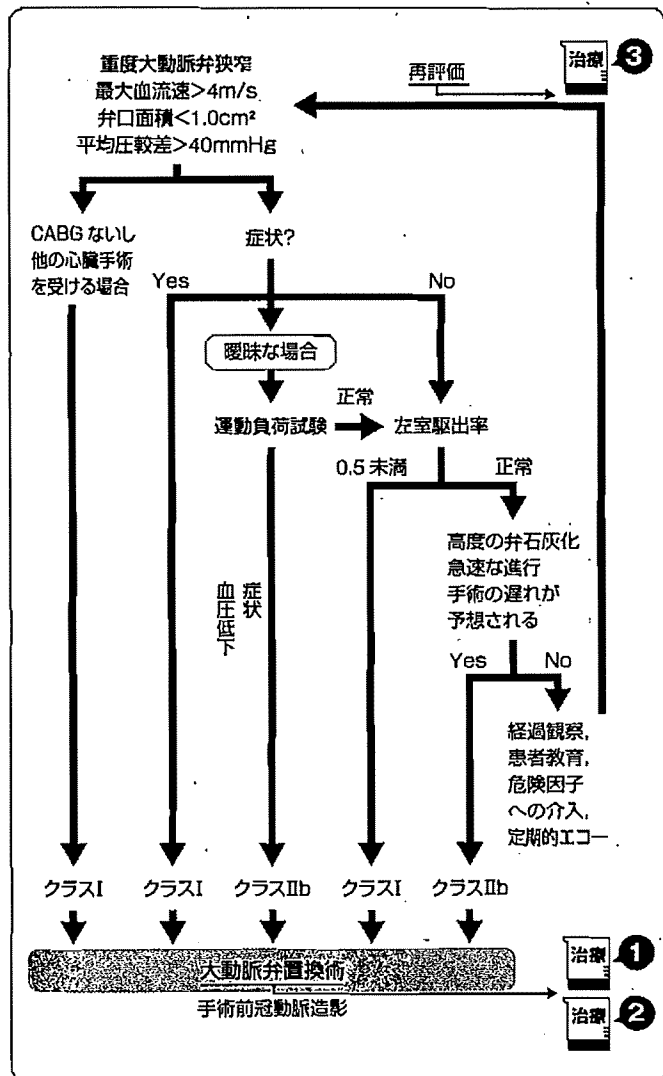 重度大動脈弁狭窄
最大血流速>4m/s
弁口面積<1.0cm²
平均圧較差>40mmHg
再評価
治療 3
CABGないし
他の心臓手術
を受ける場合
症状?
Yes
No
曖昧な場合
運動負荷試験
正常
左室駆出率
0.5未満
正常
高度の弁石灰化
急速な進行
手術の遅れが
予想される
症状
血圧低下
Yes
No
経過観察,
患者教育,
危険因子
への介入,
定期的エコー
クラスI
クラスI
クラスIIb
クラスI
クラスIIb
大動脈弁置換術
手術前冠動脈造影
治療 1
治療 2